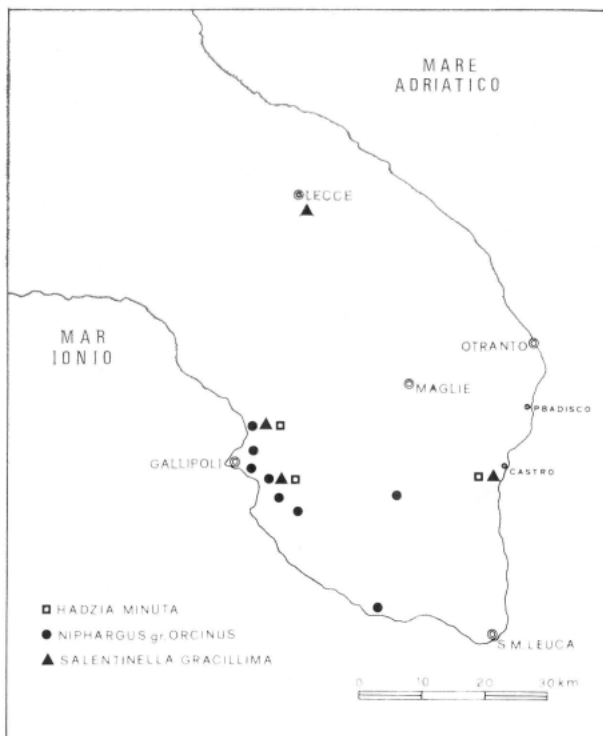 MARE
ADRIATICO
LECCE
MAR
IONIO
OTRANTO
MAGLIE
PBADISCO
GALLIPOLI
CASTRO
HADZIA MINUTA
NIPHARGUS gr. ORCINUS
S.M. LEUCA
SALENTINELLA GRACILLIMA
0 10 20 30 km